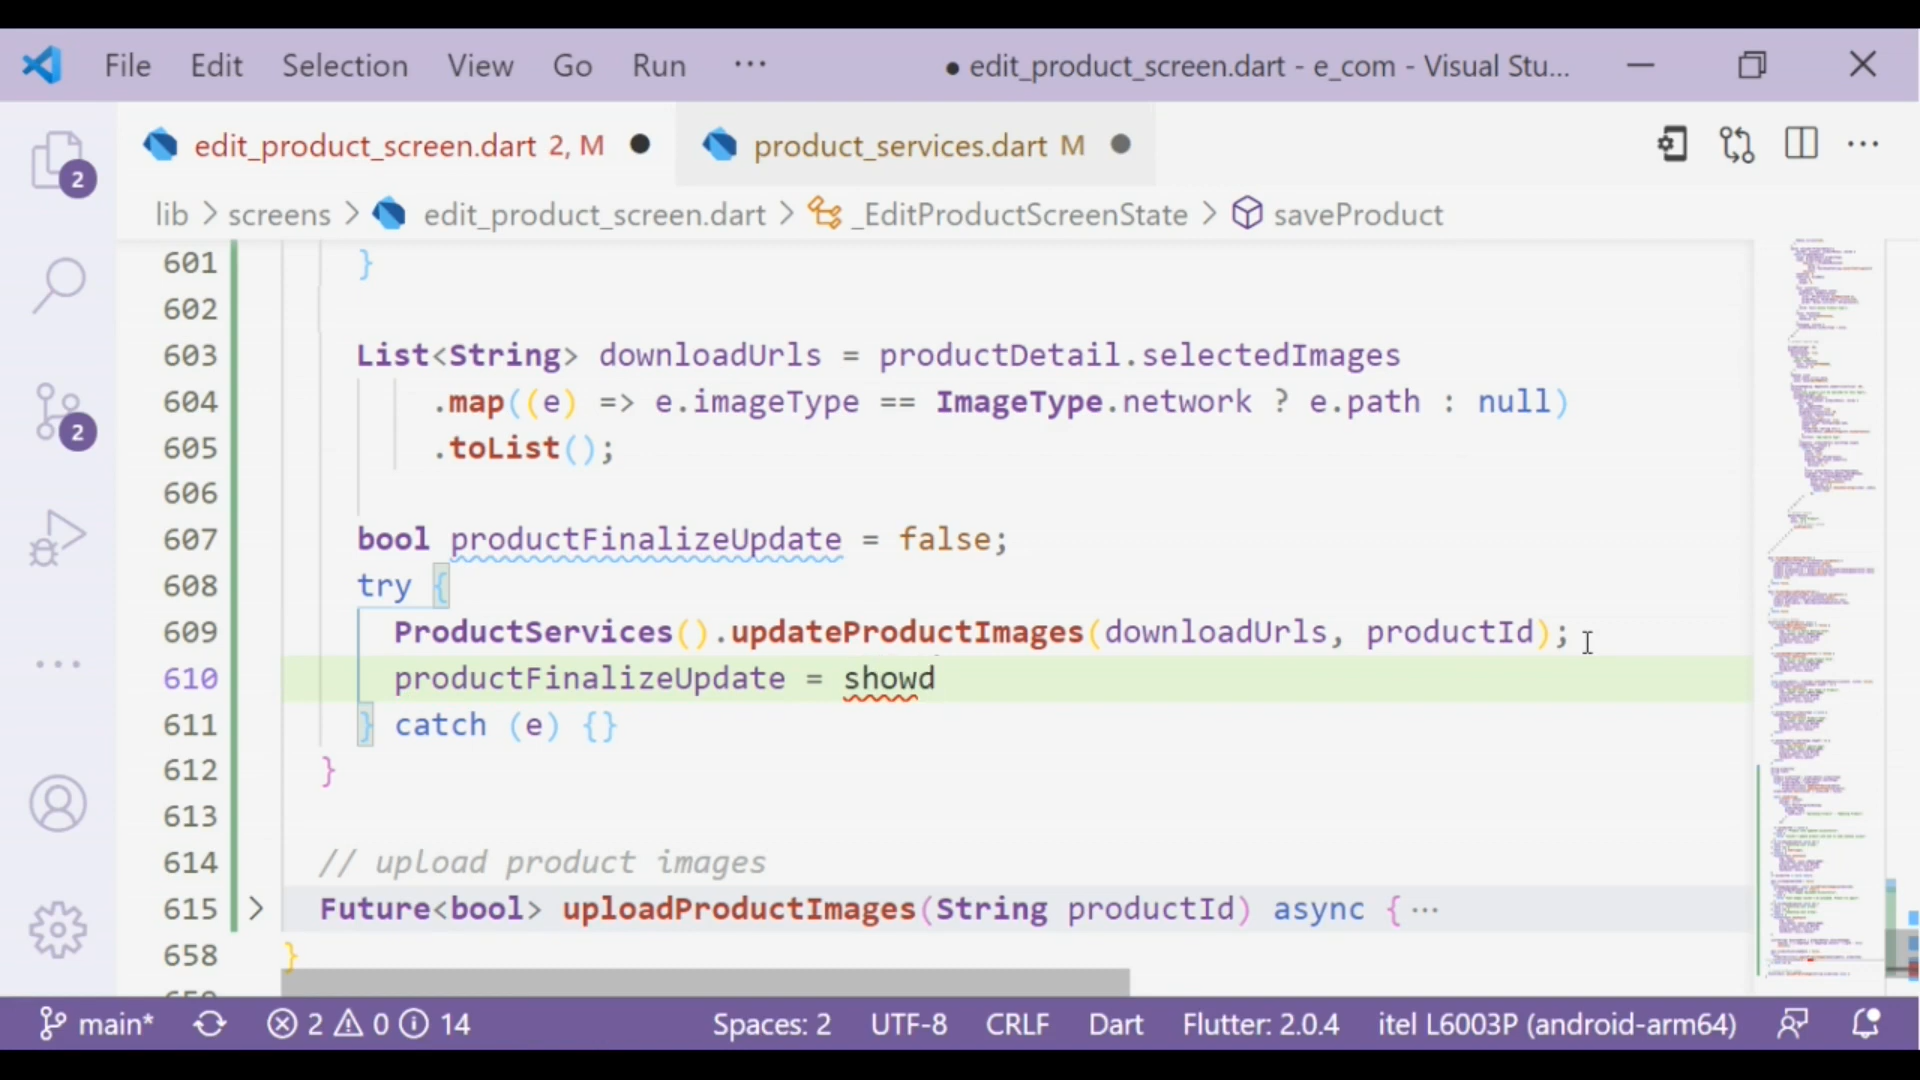 File Edit Selection View Go Run ··· ● edit_product_screen.dart - e_com - Visual Stu...
edit_product_screen.dart 2, M ● product_services.dart M ●
lib > screens > edit_product_screen.dart > _EditProductScreenState > saveProduct
601 }
602
603 List<String> downloadUrls = productDetail.selectedImages
604 .map((e) => e.imageType == ImageType.network ? e.path : null)
605 .toList();
606
607 bool productFinalizeUpdate = false;
608 try {
609 ProductServices().updateProductImages(downloadUrls, productId);
610 productFinalizeUpdate = showd
611 } catch (e) {}
612 }
613
614 // upload product images
615 Future<bool> uploadProductImages(String productId) async {···
658 }
2
2
main* 2 0 14 Spaces: 2 UTF-8 CRLF Dart Flutter: 2.0.4 itel L6003P (android-arm64)